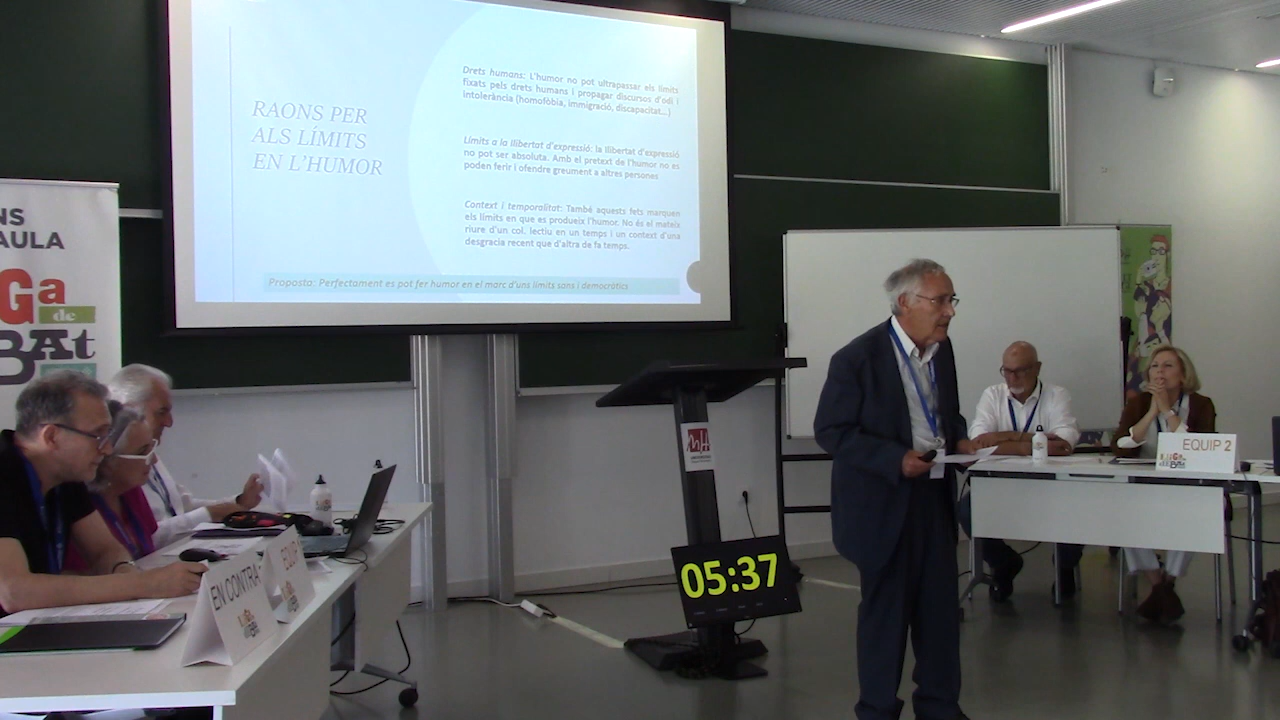 RAONS PER
ALS LÍMITS
EN L'HUMOR
Drets humans: L'humor no pot ultrapassar els límits
fixats pels drets humans i propagar discursos d'odi i
intolerància (homofòbia, immigració, discapacitat...)
Límits a la llibertat d'expressió: la llibertat d'expressió
no pot ser absoluta. Amb el pretext de l'humor no es
poden ferir i ofendre greument a altres persones
Context i temporalitat: També aquests fets marquen
els límits en que es produeix l'humor. No és el mateix
riure d'un col. lectiu en un temps i un context d'una
desgracia recent que d'altra de fa temps.
Proposta: Perfectament es pot fer humor en el marc d'uns límits sans i democràtics
NS
AULA
Ga
de
BAt
05:37
EQUIP 2
EN CONTRA
EQUIP